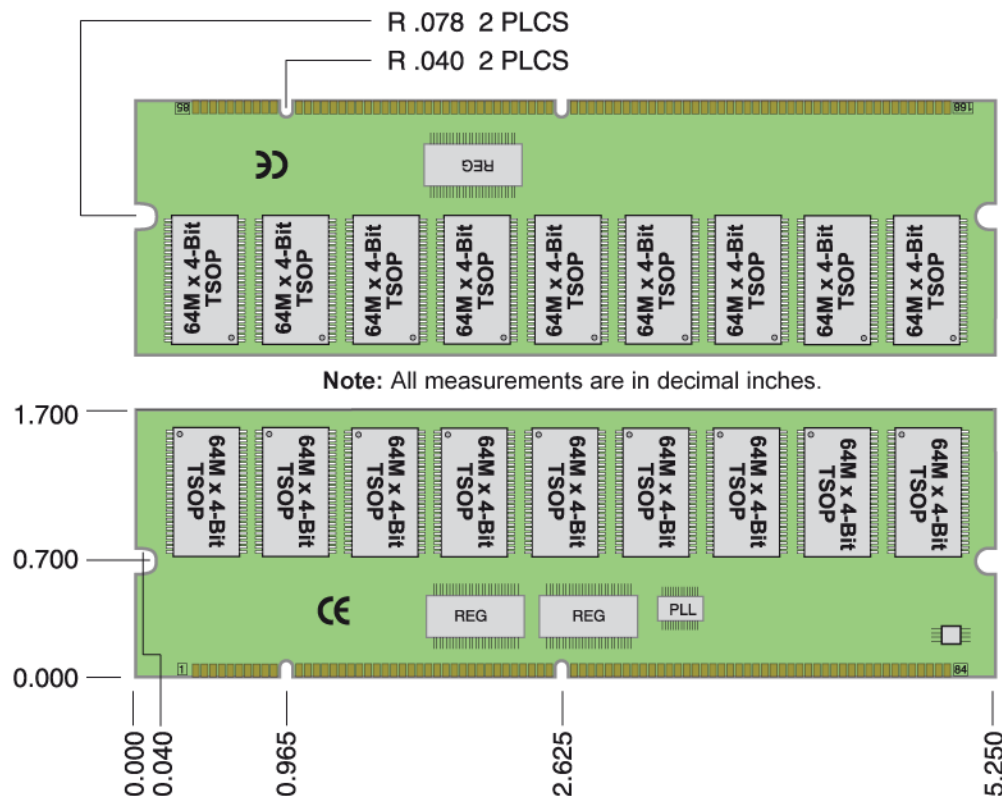 R .078 2 PLCS
R .040 2 PLCS
85
168
CE
REG
64M x 4-Bit
TSOP
64M x 4-Bit
TSOP
64M x 4-Bit
TSOP
64M x 4-Bit
TSOP
64M x 4-Bit
TSOP
64M x 4-Bit
TSOP
64M x 4-Bit
TSOP
64M x 4-Bit
TSOP
64M x 4-Bit
TSOP
Note: All measurements are in decimal inches.
1.700
64M x 4-Bit
TSOP
64M x 4-Bit
TSOP
64M x 4-Bit
TSOP
64M x 4-Bit
TSOP
64M x 4-Bit
TSOP
64M x 4-Bit
TSOP
64M x 4-Bit
TSOP
64M x 4-Bit
TSOP
64M x 4-Bit
TSOP
0.700
CE
REG
REG
PLL
0.000
1
84
0.000
0.040
0.965
2.625
5.250